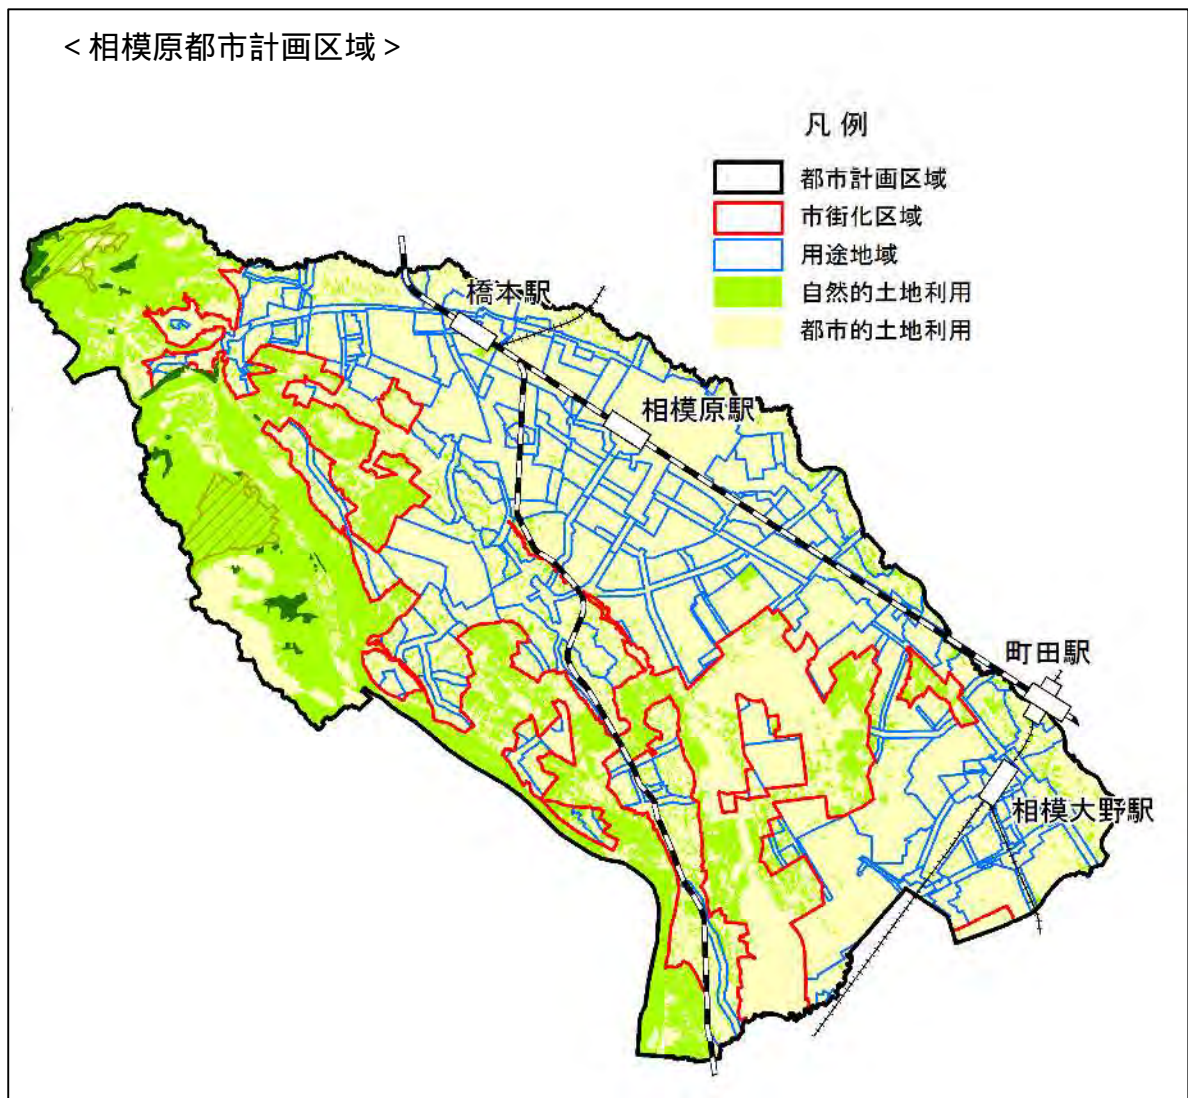 <相模原都市計画区域>
凡例
都市計画区域
市街化区域
用途地域
自然的土地利用
都市的土地利用
橋本駅
相模原駅
町田駅
相模大野駅